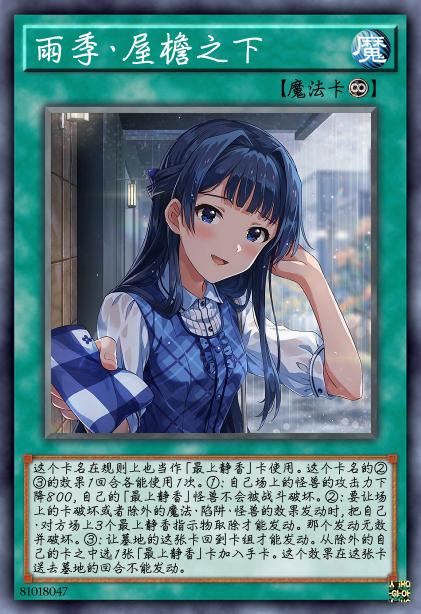 雨季·屋檐之下
魔
【魔法卡♾】
这个卡名在规则上也当作「最上静香」卡使用。这个卡名的②
③的效果1回合各能使用1次。①：自己场上的怪兽的攻击力下
降800，自己的「最上静香」怪兽不会被战斗破坏。②：要让场
上的卡破坏或者除外的魔法·陷阱·怪兽的效果发动时，把自己
·对方场上3个最上静香指示物取除才能发动。那个发动无效
并破坏。③：让墓地的这张卡回到卡组才能发动。从除外的自
己的卡之中选1张「最上静香」卡加入手卡。这个效果在这张卡
送去墓地的回合不能发动。
81018047